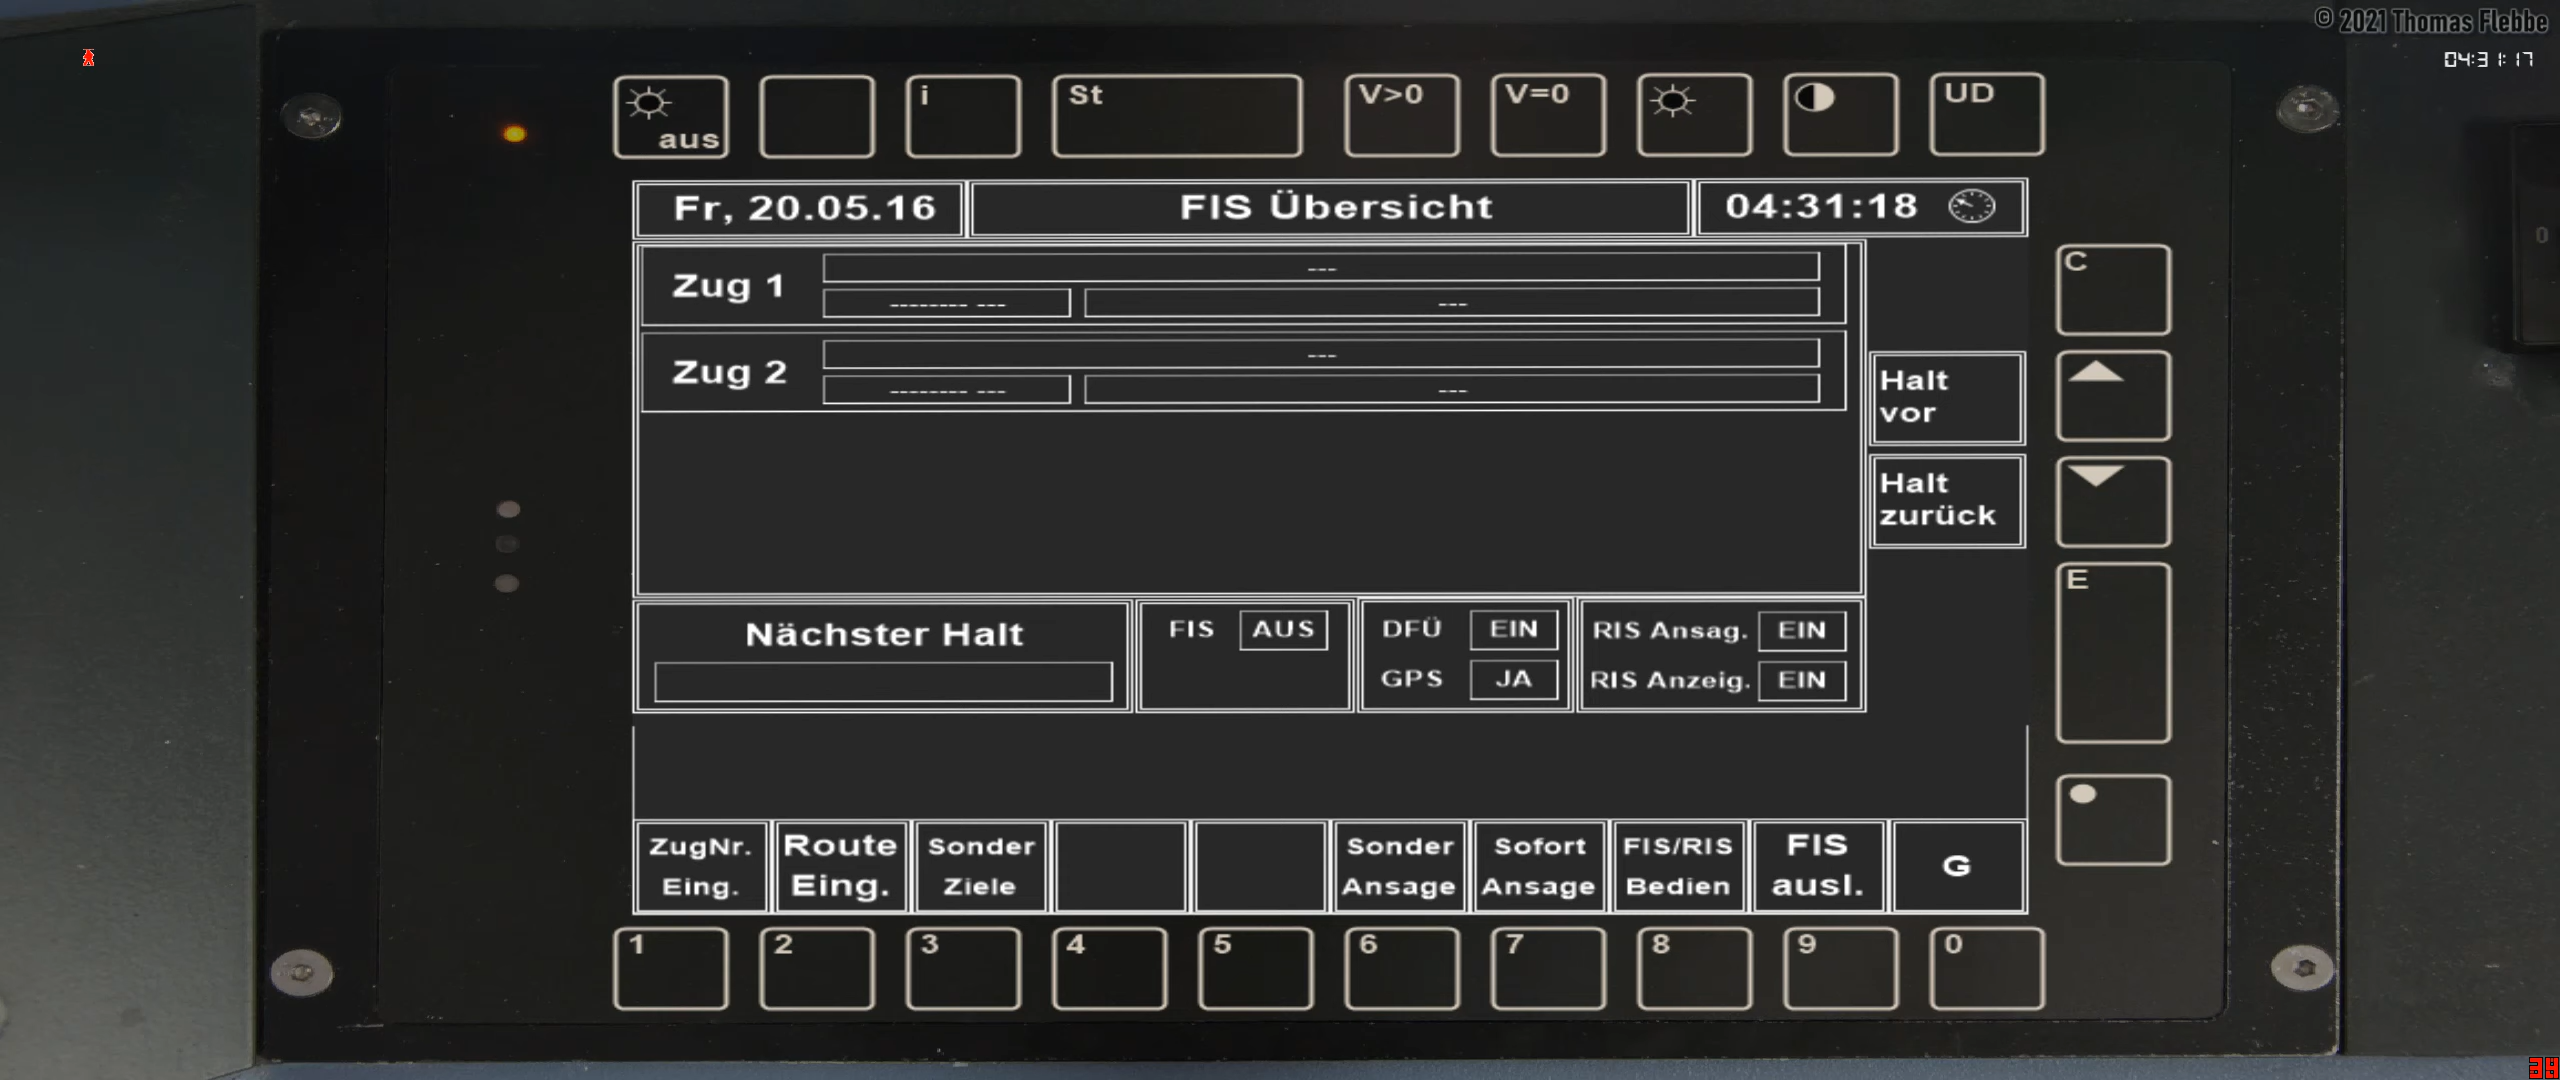 © 2021 Thomas Flebbe
04:31:17
aus
i
St
V>0
V=0
UD
Fr, 20.05.16
FIS Übersicht
04:31:18
C
Zug 1
---
-------- ---
---
Zug 2
---
-------- ---
---
Halt
vor
Halt
zurück
0
E
Nächster Halt
FIS AUS
DFÜ EIN
GPS JA
RIS Ansag. EIN
RIS Anzeig. EIN
ZugNr.
Eing.
Route
Eing.
Sonder
Ziele
Sonder
Ansage
Sofort
Ansage
FIS/RIS
Bedien
FIS
ausl.
G
1
2
3
4
5
6
7
8
9
0
34